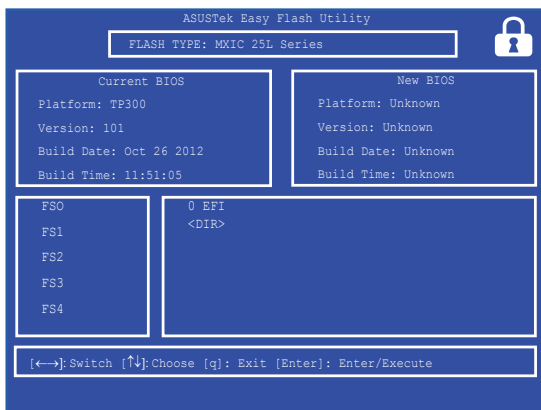 ASUSTek Easy Flash Utility
FLASH TYPE: MXIC 25L Series
Current BIOS
Platform: TP300
Version: 101
Build Date: Oct 26 2012
Build Time: 11:51:05
New BIOS
Platform: Unknown
Version: Unknown
Build Date: Unknown
Build Time: Unknown
FSO
FS1
FS2
FS3
FS4
0 EFI
<DIR>
[←→]: Switch [↑↓]: Choose [q]: Exit [Enter]: Enter/Execute